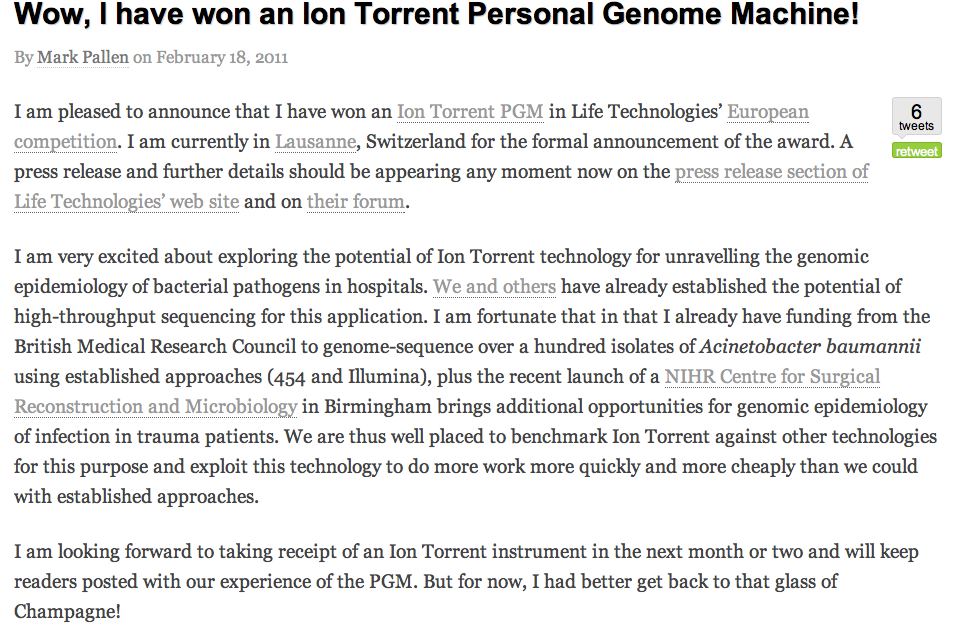 Wow, I have won an Ion Torrent Personal Genome Machine!
By Mark Pallen on February 18, 2011
I am pleased to announce that I have won an Ion Torrent PGM in Life Technologies’ European
competition. I am currently in Lausanne, Switzerland for the formal announcement of the award. A
press release and further details should be appearing any moment now on the press release section of
Life Technologies’ web site and on their forum.
6
tweets
retweet
I am very excited about exploring the potential of Ion Torrent technology for unravelling the genomic
epidemiology of bacterial pathogens in hospitals. We and others have already established the potential of
high-throughput sequencing for this application. I am fortunate that in that I already have funding from the
British Medical Research Council to genome-sequence over a hundred isolates of Acinetobacter baumannii
using established approaches (454 and Illumina), plus the recent launch of a NIHR Centre for Surgical
Reconstruction and Microbiology in Birmingham brings additional opportunities for genomic epidemiology
of infection in trauma patients. We are thus well placed to benchmark Ion Torrent against other technologies
for this purpose and exploit this technology to do more work more quickly and more cheaply than we could
with established approaches.
I am looking forward to taking receipt of an Ion Torrent instrument in the next month or two and will keep
readers posted with our experience of the PGM. But for now, I had better get back to that glass of
Champagne!